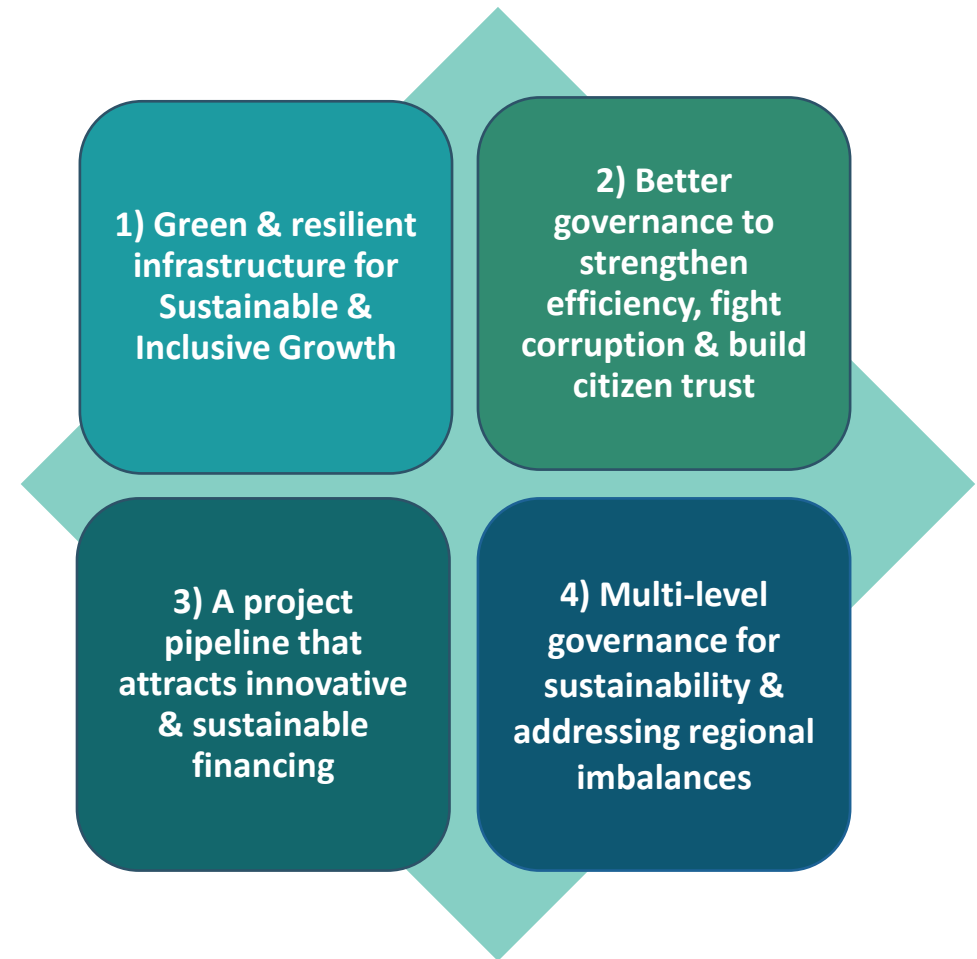 1) Green & resilient
infrastructure for
Sustainable &
Inclusive Growth
2) Better
governance to
strengthen
efficiency, fight
corruption & build
citizen trust
3) A project
pipeline that
attracts innovative
& sustainable
financing
4) Multi-level
governance for
sustainability &
addressing regional
imbalances